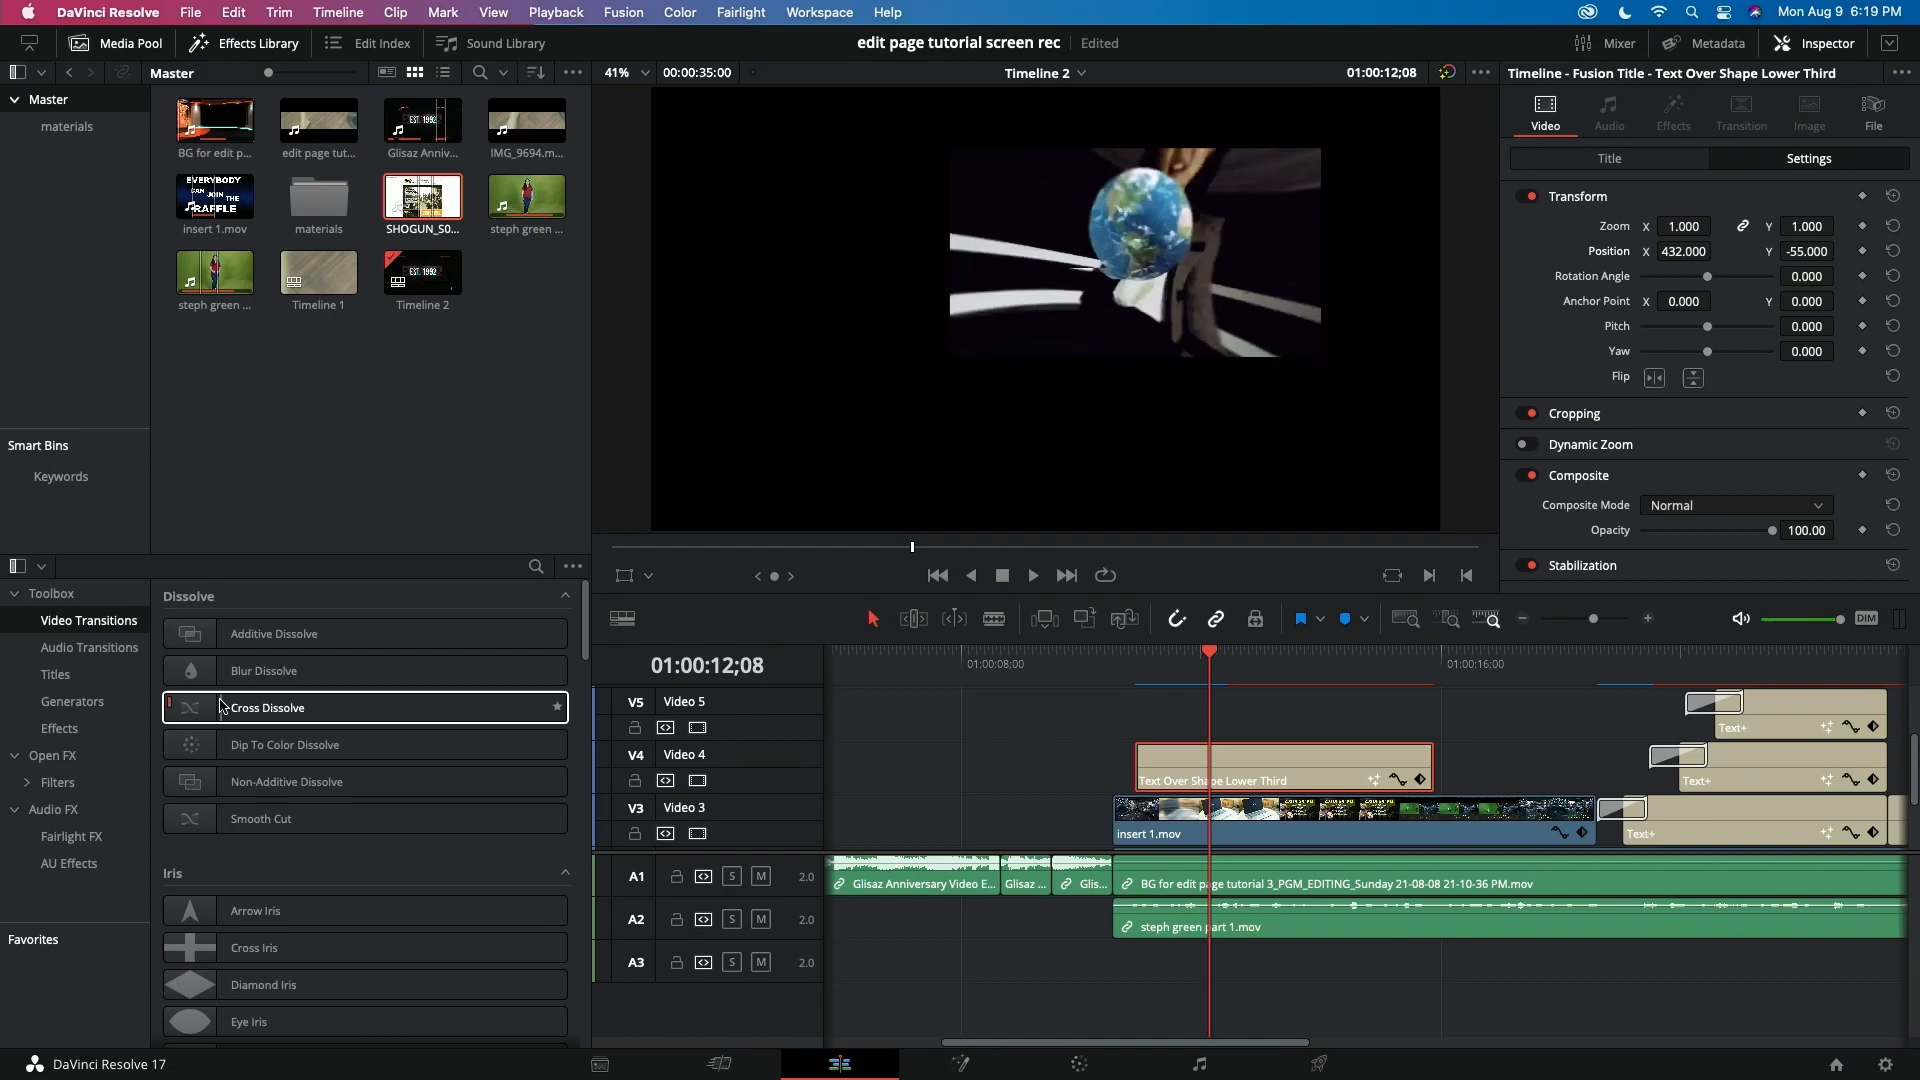 DaVinci Resolve File Edit Trim Timeline Clip Mark View Playback Fusion Color Fairlight Workspace Help Mon Aug 9 6:19 PM
Media Pool Effects Library Edit Index Sound Library edit page tutorial screen rec Edited Mixer Metadata Inspector
Master 41% 00:00:35:00 Timeline 2 01:00:12;08 Timeline - Fusion Title - Text Over Shape Lower Third
Master
materials
EST. 1992
BG for edit p... edit page tut... Glisaz Anniv... IMG_9694.m...
EVERYBODY
CAN JOIN THE
RAFFLE
insert 1.mov materials SHOGUN_S0... steph green ...
EST. 1992
steph green ... Timeline 1 Timeline 2
Smart Bins
Keywords
Video Audio Effects Transition Image File
Title Settings
Transform
Zoom X 1.000 Y 1.000
Position X 432.000 Y -55.000
Rotation Angle 0.000
Anchor Point X 0.000 Y 0.000
Pitch 0.000
Yaw 0.000
Flip
Cropping
Dynamic Zoom
Composite
Composite Mode Normal
Opacity 100.00
Stabilization
Toolbox
Video Transitions
Audio Transitions
Titles
Generators
Effects
Open FX
Filters
Audio FX
Fairlight FX
AU Effects
Favorites
Dissolve
Additive Dissolve
Blur Dissolve
Cross Dissolve
Dip To Color Dissolve
Non-Additive Dissolve
Smooth Cut
Iris
Arrow Iris
Cross Iris
Diamond Iris
Eye Iris
DIM
01:00:12;08 01:00:08;00 01:00:16;00
V5 Video 5
Text+
V4 Video 4
Text Over Shape Lower Third Text+
V3 Video 3
insert 1.mov Text+
A1 S M 2.0 Glisaz Anniversary Video E... Glisaz ... Glis... BG for edit page tutorial 3_PGM_EDITING_Sunday 21-08-08 21-10-36 PM.mov
A2 S M 2.0 steph green part 1.mov
A3 S M 2.0
DaVinci Resolve 17